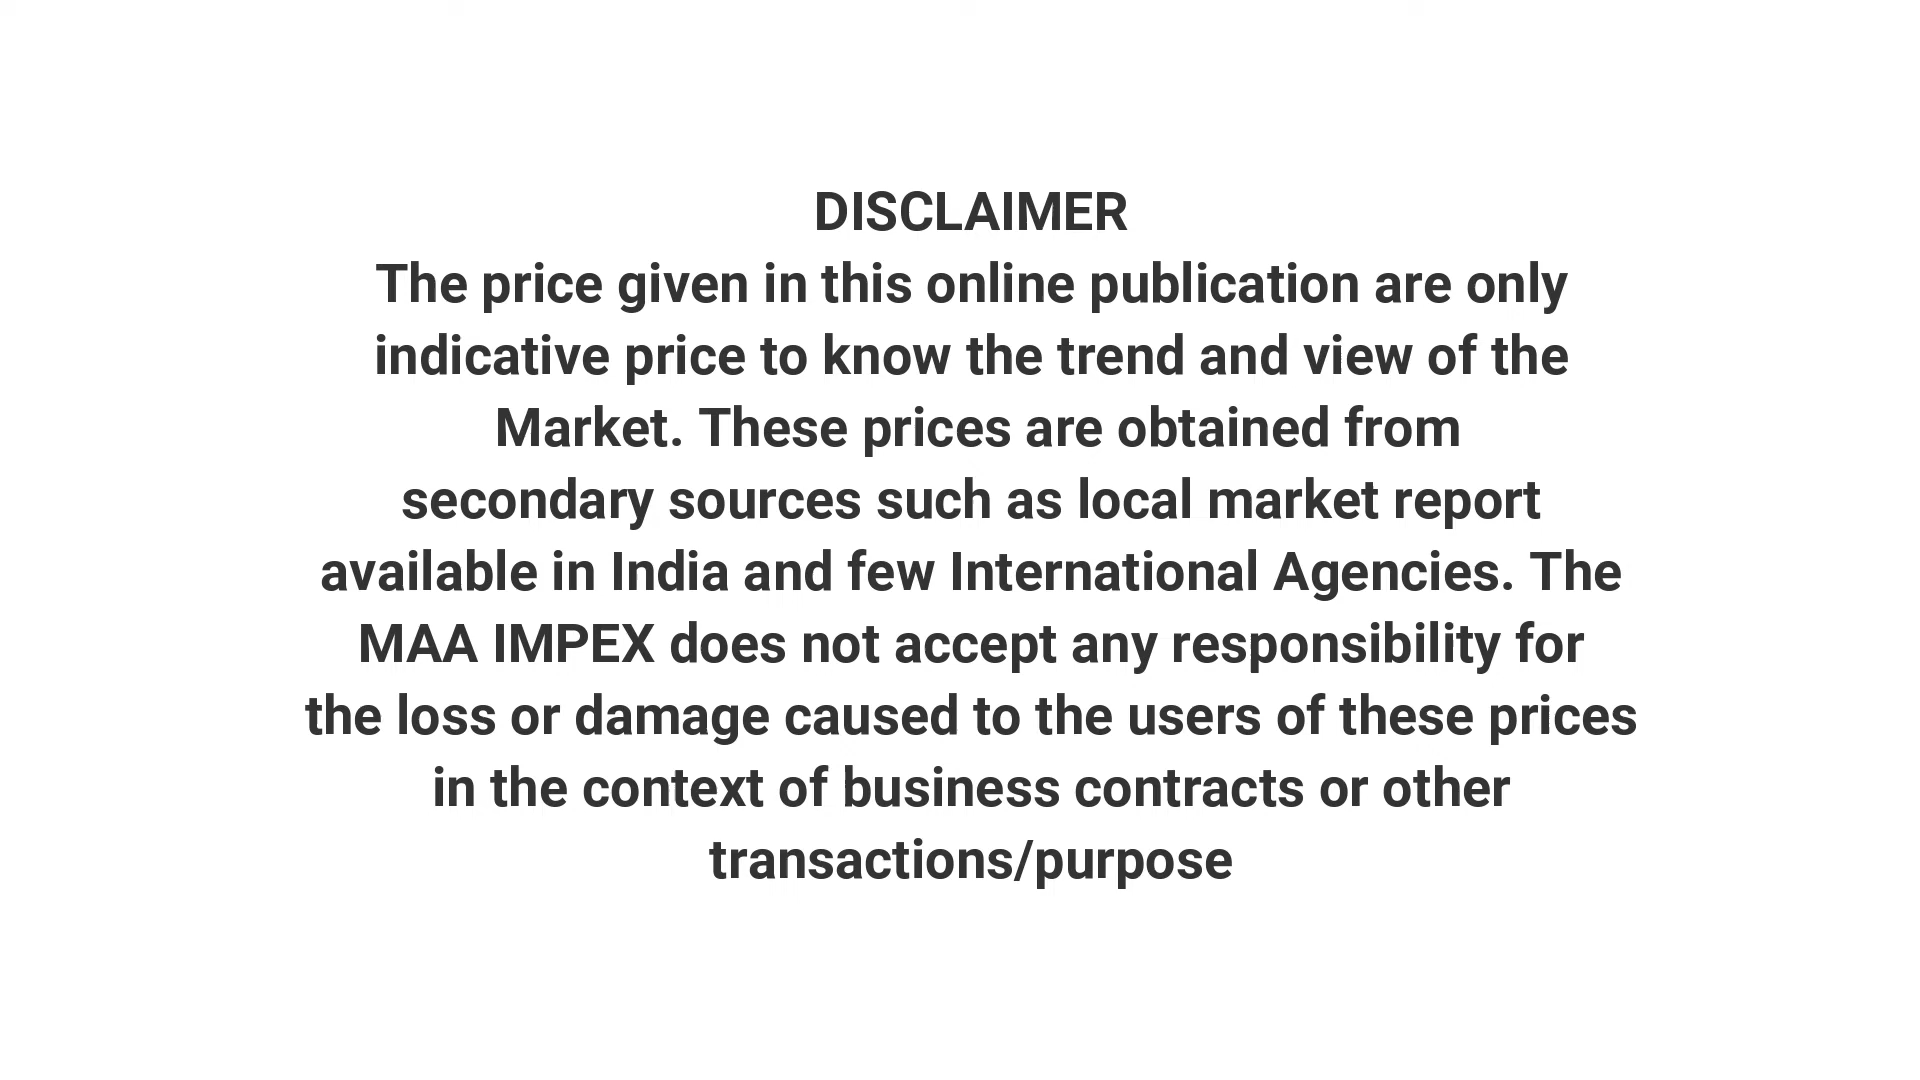 DISCLAIMER
The price given in this online publication are only
indicative price to know the trend and view of the
Market. These prices are obtained from
secondary sources such as local market report
available in India and few International Agencies. The
MAA IMPEX does not accept any responsibility for
the loss or damage caused to the users of these prices
in the context of business contracts or other
transactions/purpose